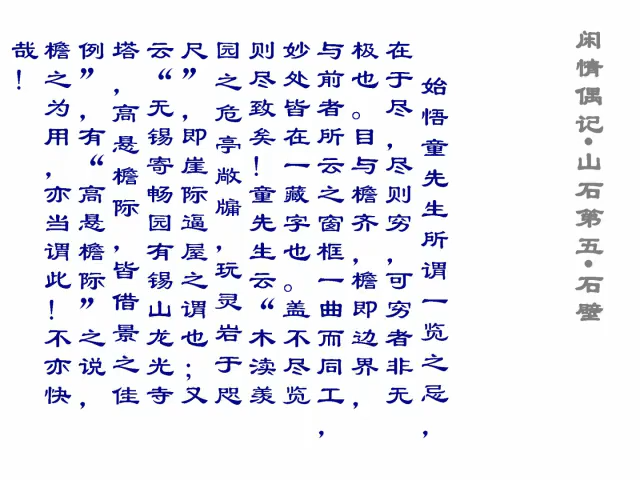 闲情偶记·山石第五·石壁
始悟童先生所谓一览之忌，
在于尽，尽则穷，可穷者非无
极也。目与檐齐，檐即边界，
与前者所云之窗框一曲而同工，
妙处皆在一藏字也。盖不尽览
则尽致矣！童先生云“木渎羡
园之危亭敞牖，玩灵岩于咫
尺”，即崖际逼屋之谓也；又
云“无锡寄畅园有锡山龙光寺
塔，高悬檐际，皆借景之佳
例”，有“高悬檐际”之说，
檐之为用，亦当谓此！不亦快
哉！